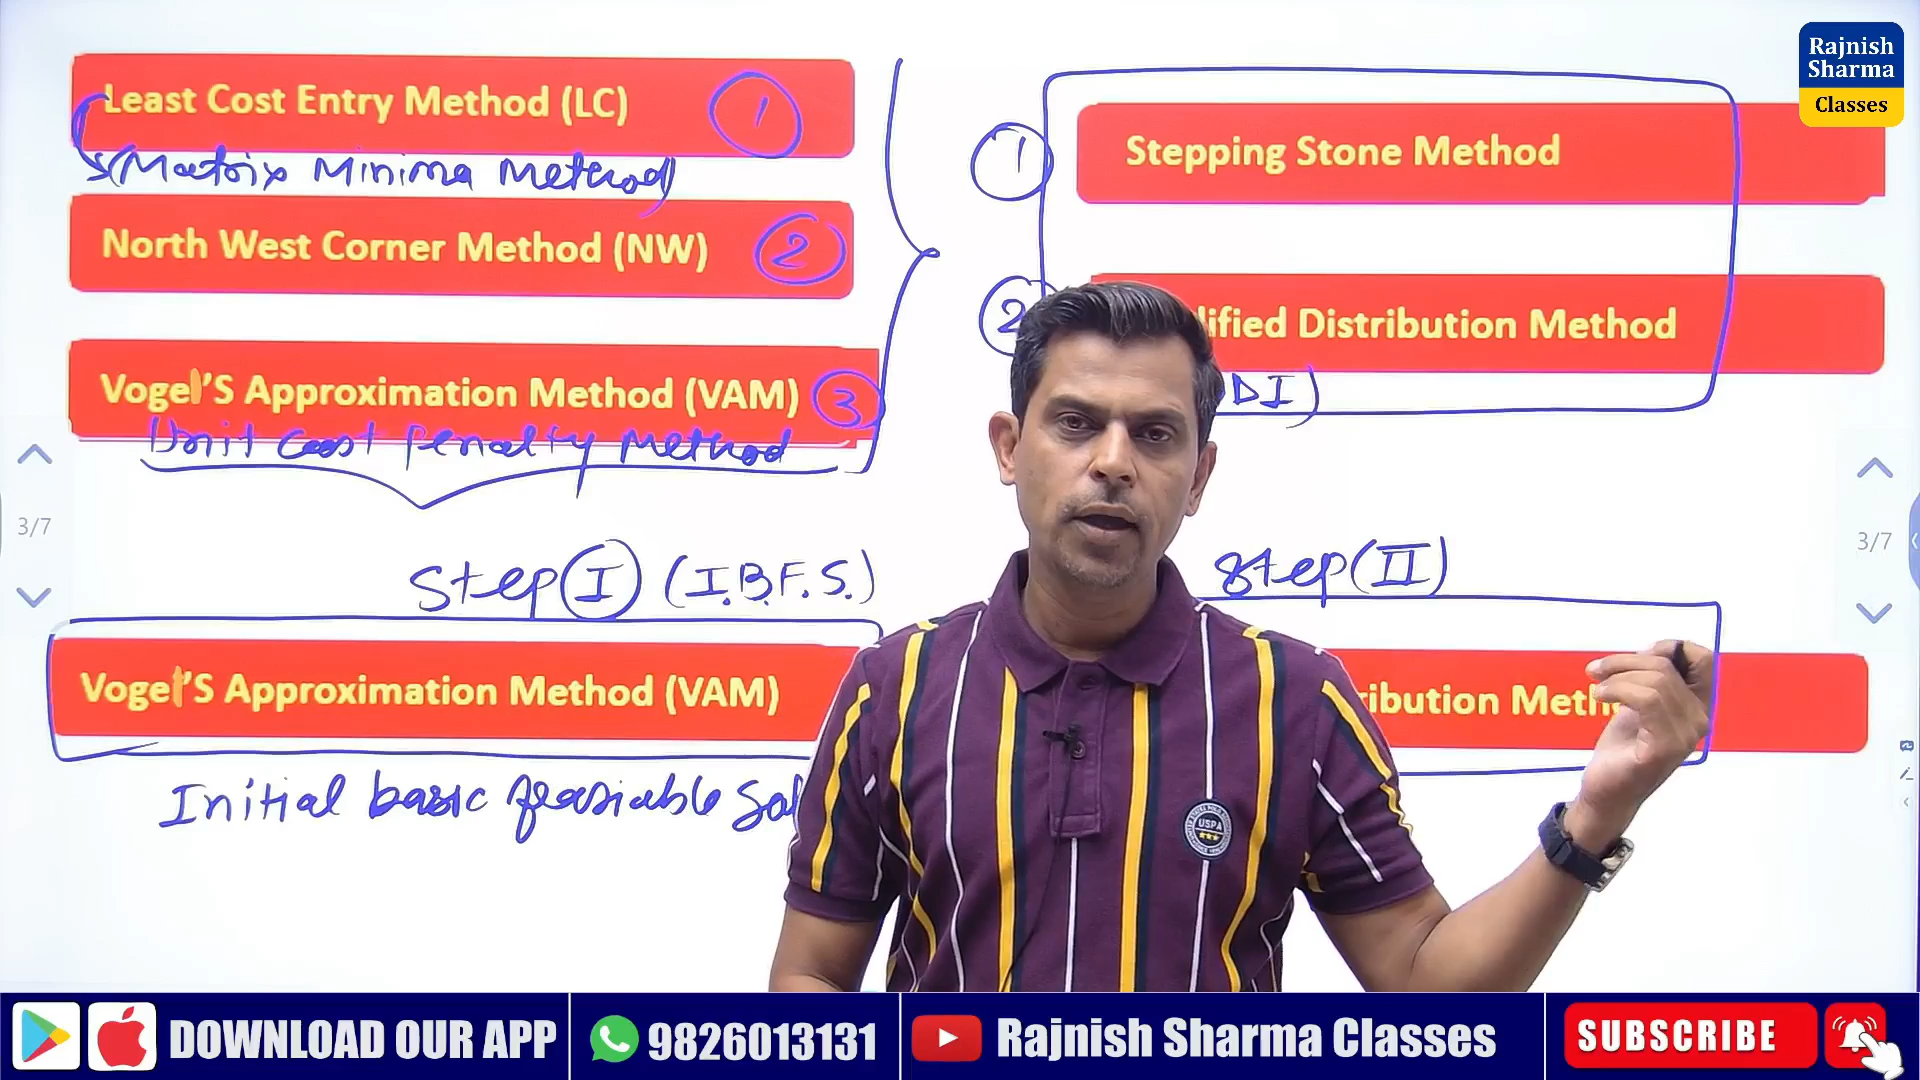 Rajnish
Sharma
Classes
Least Cost Entry Method (LC) 1
(Matrix Minima Method)
North West Corner Method (NW) 2
Vogel'S Approximation Method (VAM) 3
Unit Cost Penalty Method
1 Stepping Stone Method
2 lified Distribution Method
DI)
3/7
3/7
Step I (I.B.F.S.)
Step (II)
Vogel'S Approximation Method (VAM)
ribution Meth
Initial basic feasiable Sol
USPA
DOWNLOAD OUR APP
9826013131
Rajnish Sharma Classes
SUBSCRIBE